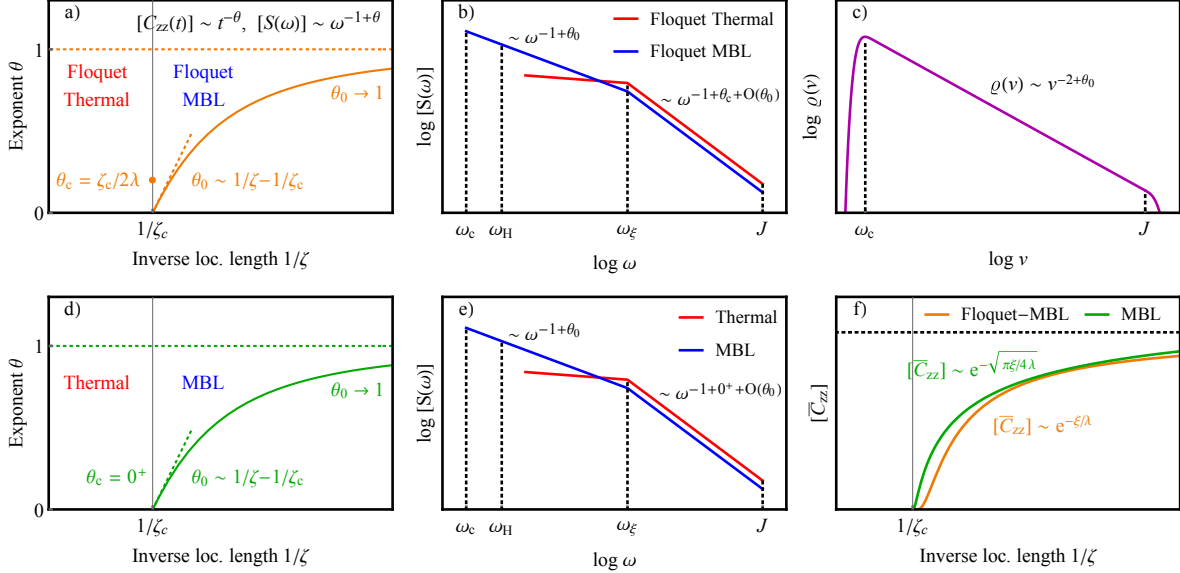 a)
[C_zz(t)] ∼ t^−θ, [S(ω)] ∼ ω^−1+θ
1
Floquet
Thermal
Floquet
MBL
θ_0 → 1
θ_c = ζ_c/2λ
θ_0 ∼ 1/ζ−1/ζ_c
0
1/ζ_c
Exponent θ
Inverse loc. length 1/ζ
b)
Floquet Thermal
Floquet MBL
∼ ω^−1+θ_0
∼ ω^−1+θ_c+O(θ_0)
log [S(ω)]
ω_c
ω_H
ω_ξ
J
log ω
c)
ϱ(ν) ∼ ν^−2+θ_0
log ϱ(ν)
ω_c
J
log ν
d)
1
Thermal
MBL
θ_0 → 1
θ_c = 0^+
θ_0 ∼ 1/ζ−1/ζ_c
0
1/ζ_c
Exponent θ
Inverse loc. length 1/ζ
e)
Thermal
MBL
∼ ω^−1+θ_0
∼ ω^−1+0^+ +O(θ_0)
log [S(ω)]
ω_c
ω_H
ω_ξ
J
log ω
f)
Floquet−MBL
MBL
[C̅_zz] ∼ e^−√(πξ/4λ)
[C̅_zz] ∼ e^−ξ/λ
[C̅_zz]
1/ζ_c
Inverse loc. length 1/ζ